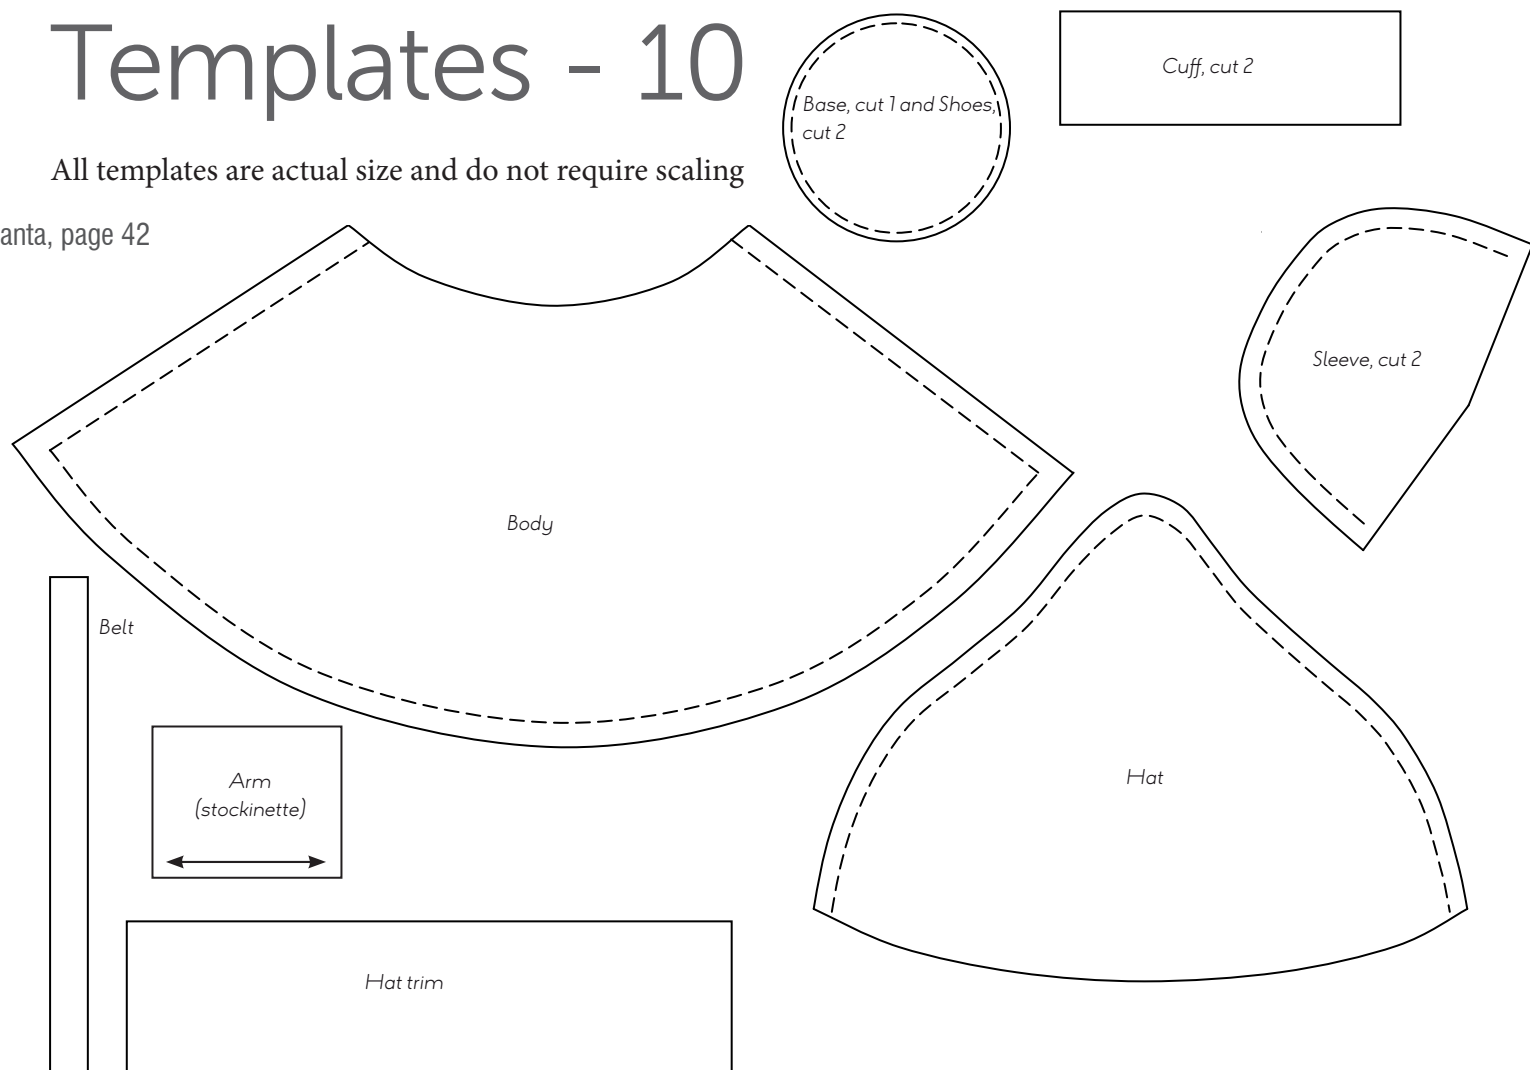 Templates - 10
All templates are actual size and do not require scaling
anta, page 42
Base, cut 1 and Shoes,
cut 2
Cuff, cut 2
Sleeve, cut 2
Body
Belt
Hat
Arm
(stockinette)
Hat trim